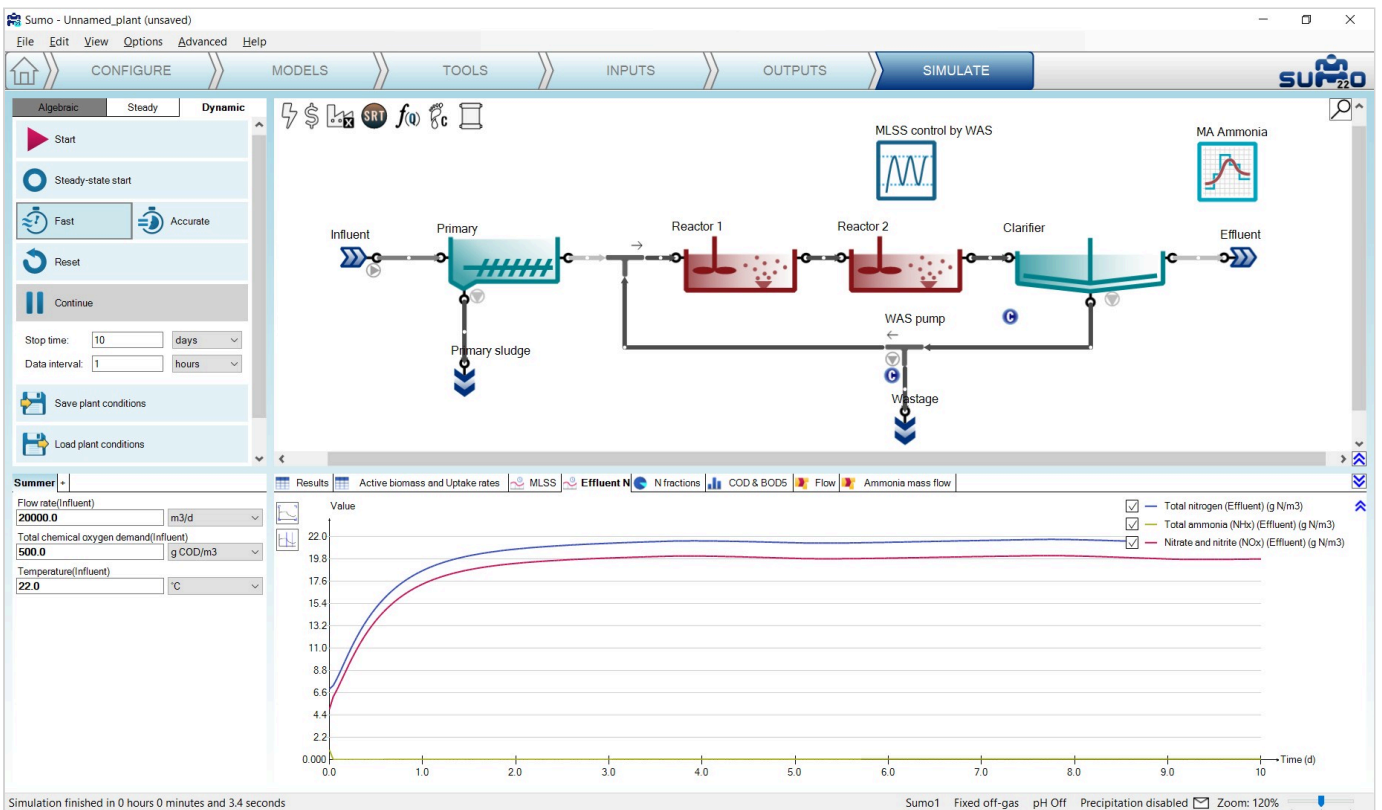 Sumo - Unnamed_plant (unsaved)
File Edit View Options Advanced Help
CONFIGURE MODELS TOOLS INPUTS OUTPUTS SIMULATE
SUMO 22
Algebraic Steady Dynamic
Start
Steady-state start
Fast Accurate
Reset
Continue
Stop time: 10 days
Data interval: 1 hours
Save plant conditions
Load plant conditions
$ SRT f(Q) C
MLSS control by WAS
MA Ammonia
Influent
Primary
Reactor 1
Reactor 2
Clarifier
Effluent
WAS pump
C
C
Primary sludge
Wastage
Summer +
Flow rate(Influent)
20000.0 m3/d
Total chemical oxygen demand(Influent)
500.0 g COD/m3
Temperature(Influent)
22.0 °C
Results Active biomass and Uptake rates MLSS Effluent N N fractions COD & BOD5 Flow Ammonia mass flow
Value
Total nitrogen (Effluent) (g N/m3)
Total ammonia (NHx) (Effluent) (g N/m3)
Nitrate and nitrite (NOx) (Effluent) (g N/m3)
22.0
19.8
17.6
15.4
13.2
11.0
8.8
6.6
4.4
2.2
0.000
0.0 1.0 2.0 3.0 4.0 5.0 6.0 7.0 8.0 9.0 10
Time (d)
Simulation finished in 0 hours 0 minutes and 3.4 seconds
Sumo1 Fixed off-gas pH Off Precipitation disabled Zoom: 120%